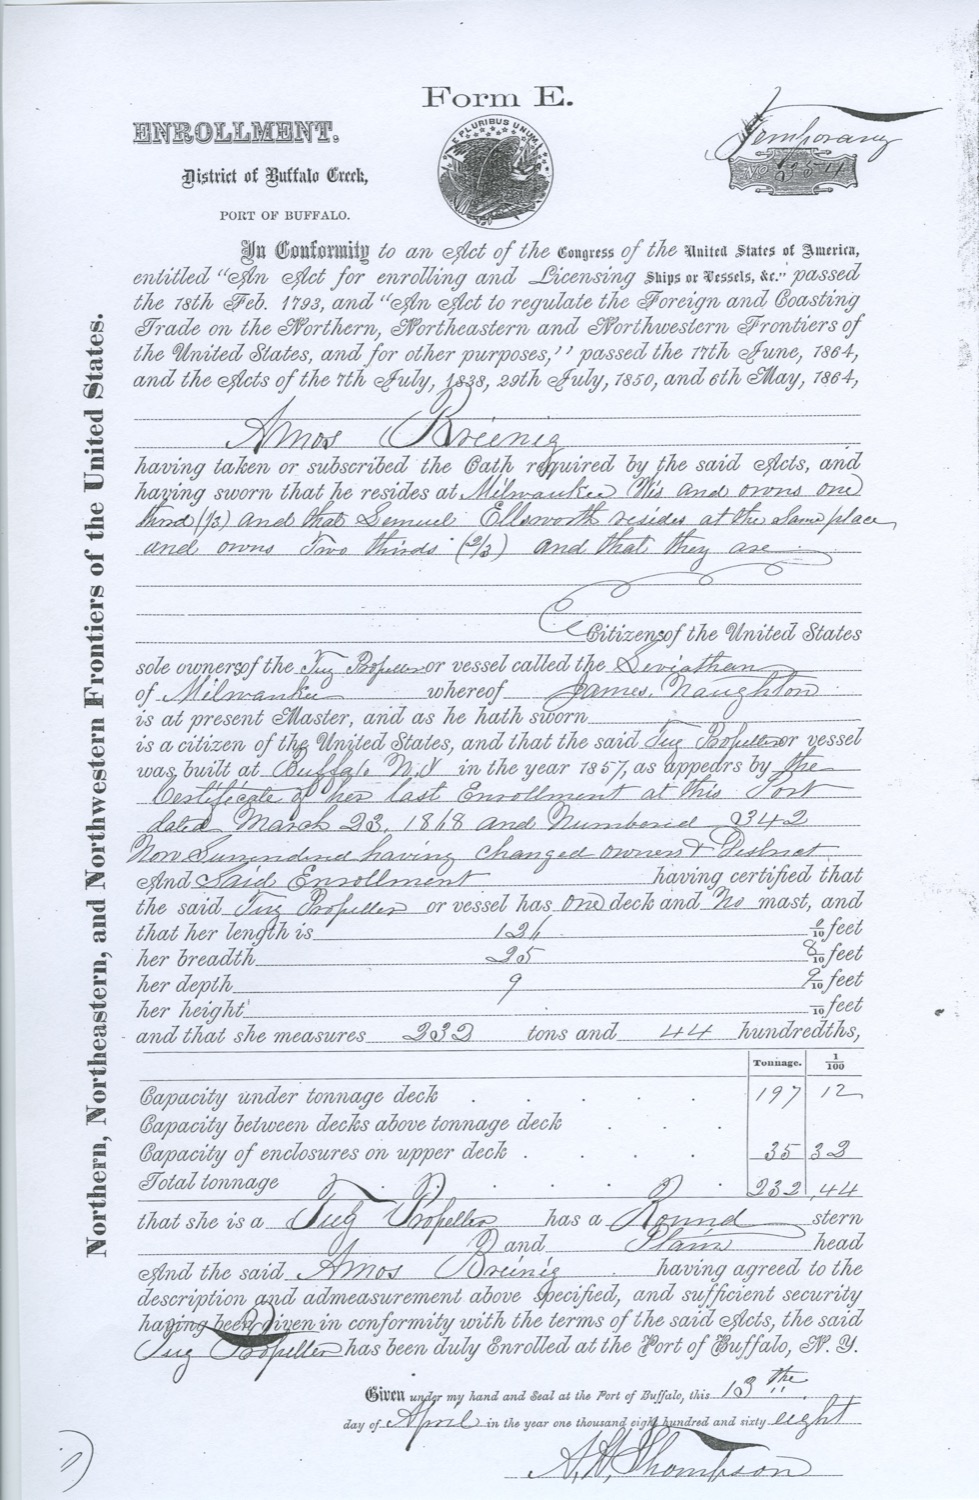 Form E.
ENROLLMENT.
Temporary
District of Buffalo Creek,
E PLURIBUS UNUM
No 354
PORT OF BUFFALO.
In Conformity to an Act of the Congress of the United States of America,
entitled "An Act for enrolling and Licensing Ships or Vessels, &c." passed
the 18th Feb. 1793, and "An Act to regulate the Foreign and Coasting
Trade on the Northern, Northeastern and Northwestern Frontiers of
the United States, and for other purposes," passed the 17th June, 1864,
and the Acts of the 7th July, 1838, 29th July, 1850, and 6th May, 1864,
Amos Breinig
having taken or subscribed the Oath required by the said Acts, and
having sworn that he resides at Milwaukee Wis and owns one
third (1/3) and that Samuel Ellsworth resides at the same place
and owns Two thirds (2/3) and that they are
Citizens of the United States
sole owners of the Tug Propeller or vessel called the Leviathan
of Milwaukee whereof James Naughton
is at present Master, and as he hath sworn
is a citizen of the United States, and that the said Tug Propeller or vessel
was built at Buffalo N.Y in the year 1857, as appears by the
Certificate of her last Enrollment at this Port
dated March 23, 1868 and Numbered 342
Now Surrendered having changed owners & District
And Said Enrollment having certified that
the said Tug Propeller or vessel has one deck and No mast, and
that her length is 126 /10 feet
her breadth 25 8/10 feet
her depth 9 9/10 feet
her height /10 feet
and that she measures 232 tons and 44 hundredths,
Tonnage. 1/100
Capacity under tonnage deck 197 12
Capacity between decks above tonnage deck
Capacity of enclosures on upper deck 35 32
Total tonnage 232 .44
that she is a Tug Propeller has a Round stern
and Plain head
And the said Amos Breinig having agreed to the
description and admeasurement above specified, and sufficient security
having been given in conformity with the terms of the said Acts, the said
Tug Propeller has been duly Enrolled at the Port of Buffalo, N. Y.
Given under my hand and Seal at the Port of Buffalo, this 13 the
day of April in the year one thousand eight hundred and sixty eight
A. H. Thompson
Northern, Northeastern, and Northwestern Frontiers of the United States.